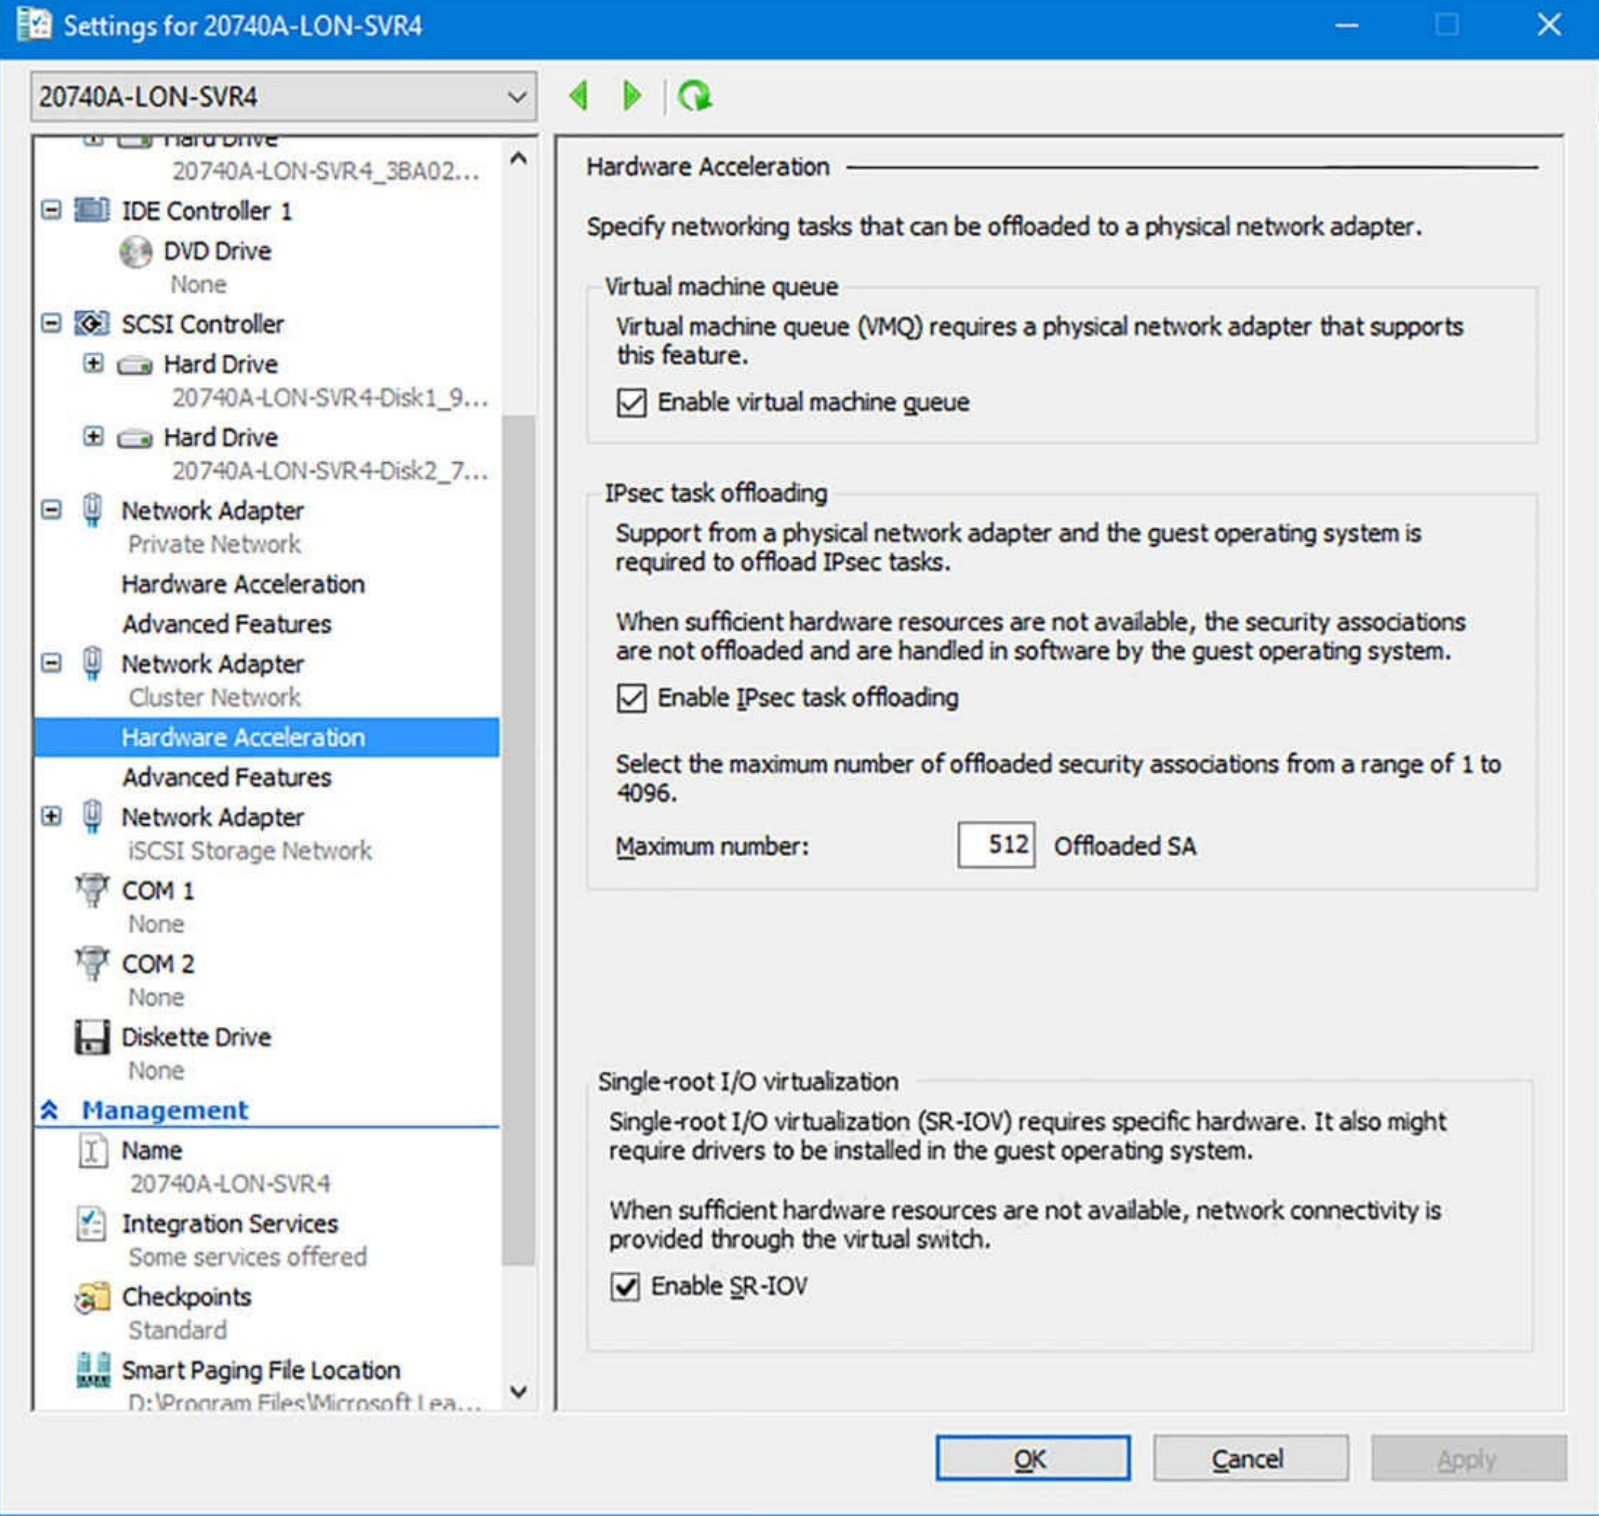 Settings for 20740A-LON-SVR4
20740A-LON-SVR4
Hard Drive
20740A-LON-SVR4_3BA02...
IDE Controller 1
DVD Drive
None
SCSI Controller
Hard Drive
20740A-LON-SVR4-Disk1_9...
Hard Drive
20740A-LON-SVR4-Disk2_7...
Network Adapter
Private Network
Hardware Acceleration
Advanced Features
Network Adapter
Cluster Network
Hardware Acceleration
Advanced Features
Network Adapter
iSCSI Storage Network
COM 1
None
COM 2
None
Diskette Drive
None
Management
Name
20740A-LON-SVR4
Integration Services
Some services offered
Checkpoints
Standard
Smart Paging File Location
D:\Program Files\Microsoft Lea...
Hardware Acceleration
Specify networking tasks that can be offloaded to a physical network adapter.
Virtual machine queue
Virtual machine queue (VMQ) requires a physical network adapter that supports
this feature.
Enable virtual machine queue
IPsec task offloading
Support from a physical network adapter and the guest operating system is
required to offload IPsec tasks.
When sufficient hardware resources are not available, the security associations
are not offloaded and are handled in software by the guest operating system.
Enable IPsec task offloading
Select the maximum number of offloaded security associations from a range of 1 to
4096.
Maximum number: 512 Offloaded SA
Single-root I/O virtualization
Single-root I/O virtualization (SR-IOV) requires specific hardware. It also might
require drivers to be installed in the guest operating system.
When sufficient hardware resources are not available, network connectivity is
provided through the virtual switch.
Enable SR-IOV
OK Cancel Apply